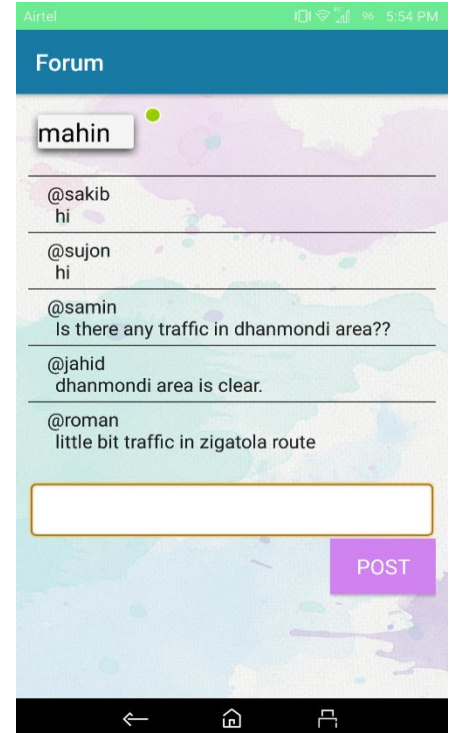 Airtel 96 5:54 PM
Forum
mahin
@sakib
hi
@sujon
hi
@samin
Is there any traffic in dhanmondi area??
@jahid
dhanmondi area is clear.
@roman
little bit traffic in zigatola route
POST